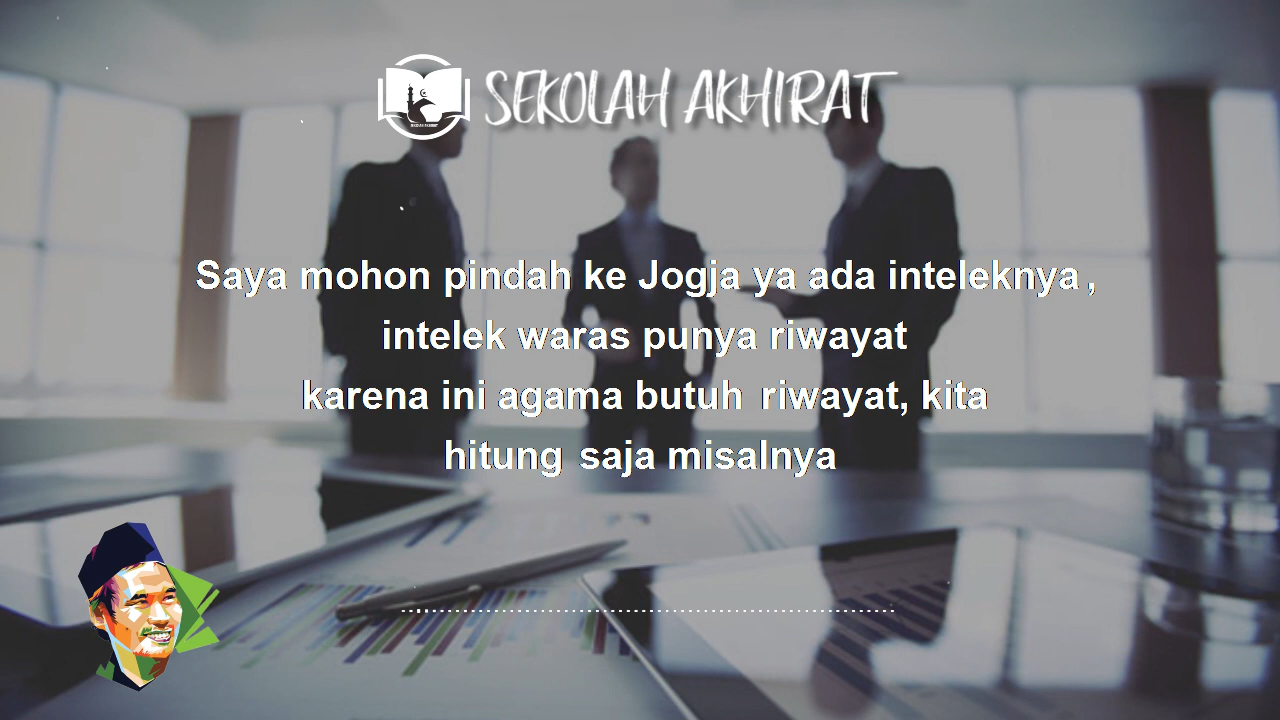 SEKOLAH AKHIRAT
Saya mohon pindah ke Jogja ya ada inteleknya,
intelek waras punya riwayat
karena ini agama butuh riwayat, kita
hitung saja misalnya